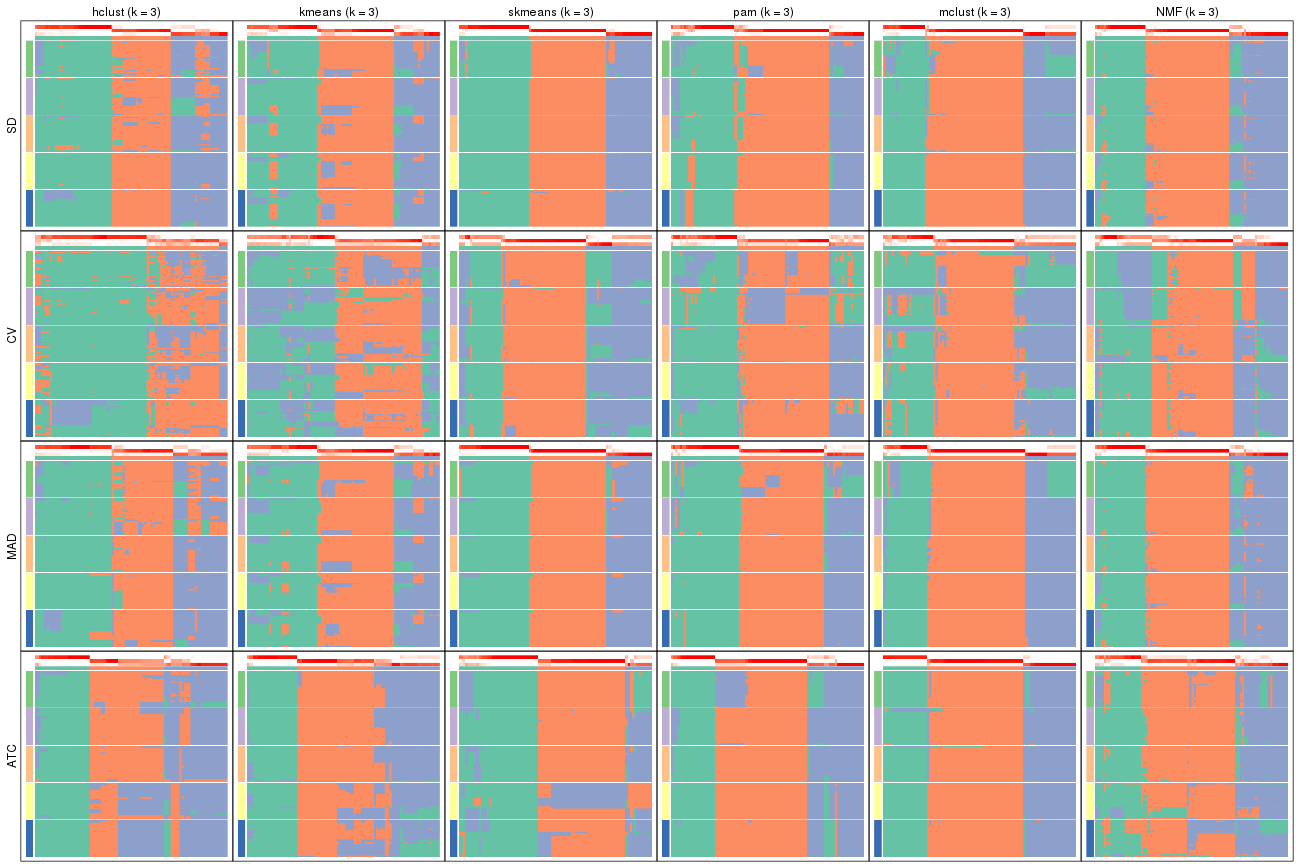 hclust (k = 3) kmeans (k = 3) skmeans (k = 3) pam (k = 3) mclust (k = 3) NMF (k = 3)
SD
CV
MAD
ATC